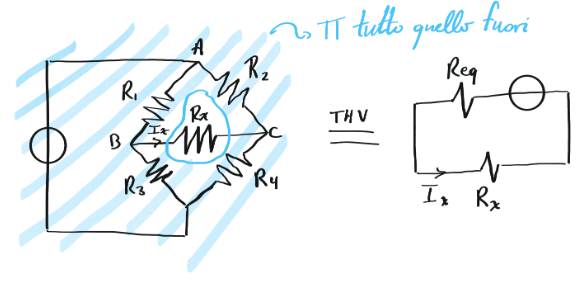 Π tutto quello fuori
A
R1
R2
Rx
Ix
B
C
R3
R4
THV
Req
Ix
Rx